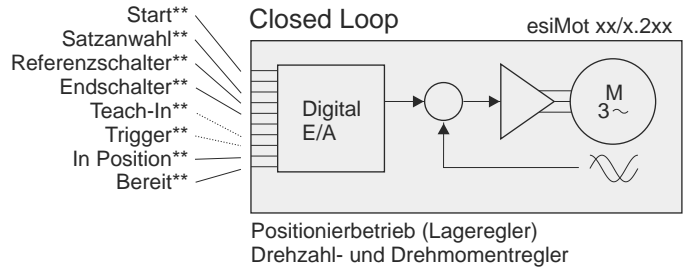 Start**
Satzanwahl**
Referenzschalter**
Endschalter**
Teach-In**
Trigger**
In Position**
Bereit**
Closed Loop
esiMot xx/x.2xx
Digital
E/A
M
3~
Positionierbetrieb (Lageregler)
Drehzahl- und Drehmomentregler